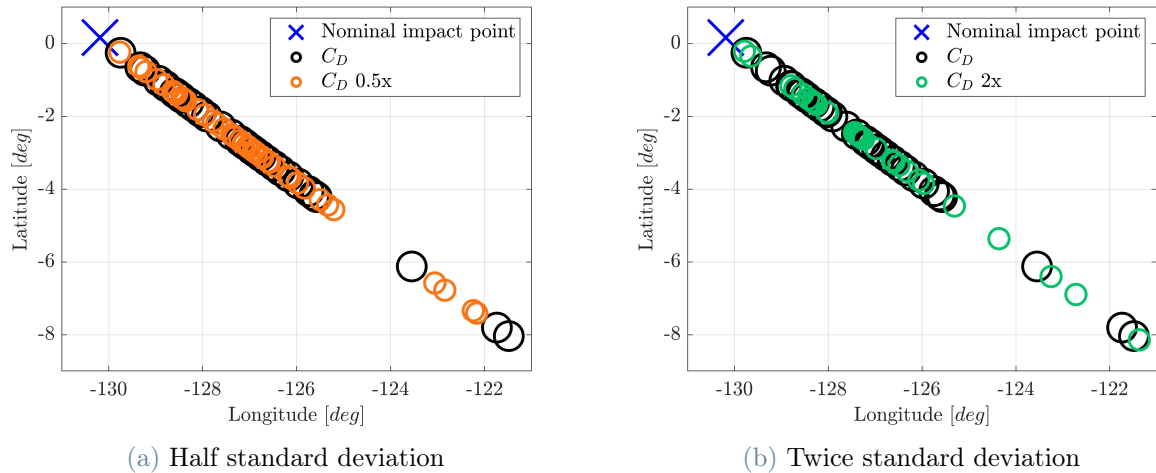 Nominal impact point
C_D
C_D 0.5x
0
-2
-4
-6
-8
Latitude [deg]
-130
-128
-126
-124
-122
Longitude [deg]
(a) Half standard deviation
Nominal impact point
C_D
C_D 2x
0
-2
-4
-6
-8
Latitude [deg]
-130
-128
-126
-124
-122
Longitude [deg]
(b) Twice standard deviation